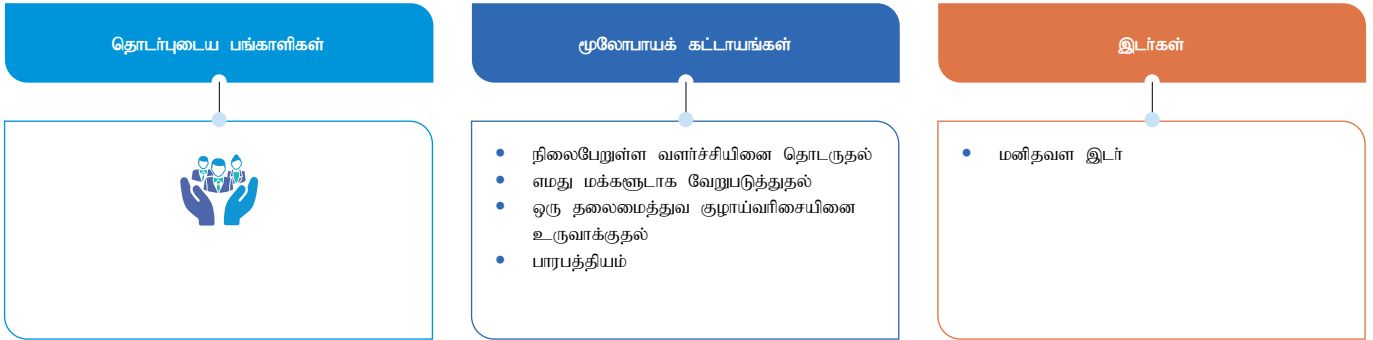 தொடர்புடைய பங்காளிகள்
மூலோபாயக் கட்டாயங்கள்
நிலைபேறுள்ள வளர்ச்சியினை தொடருதல்
எமது மக்களூடாக வேறுபடுத்துதல்
ஒரு தலைமைத்துவ குழாய்வரிசையினை
உருவாக்குதல்
பாரபத்தியம்
இடர்கள்
மனிதவள இடர்